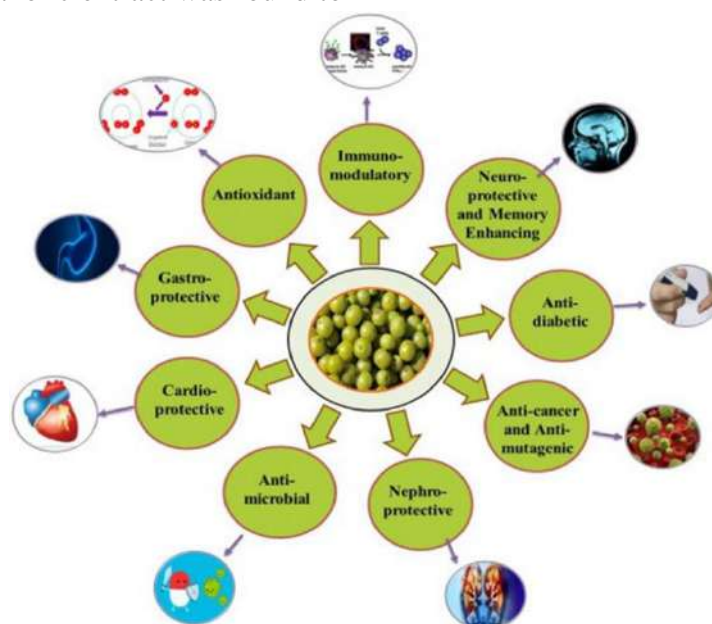 Immuno-
modulatory
Neuro-
protective
and Memory
Enhancing
Anti-
diabetic
Anti-cancer
and Anti-
mutagenic
Nephro-
protective
Anti-
microbial
Cardio-
protective
Gastro-
protective
Antioxidant